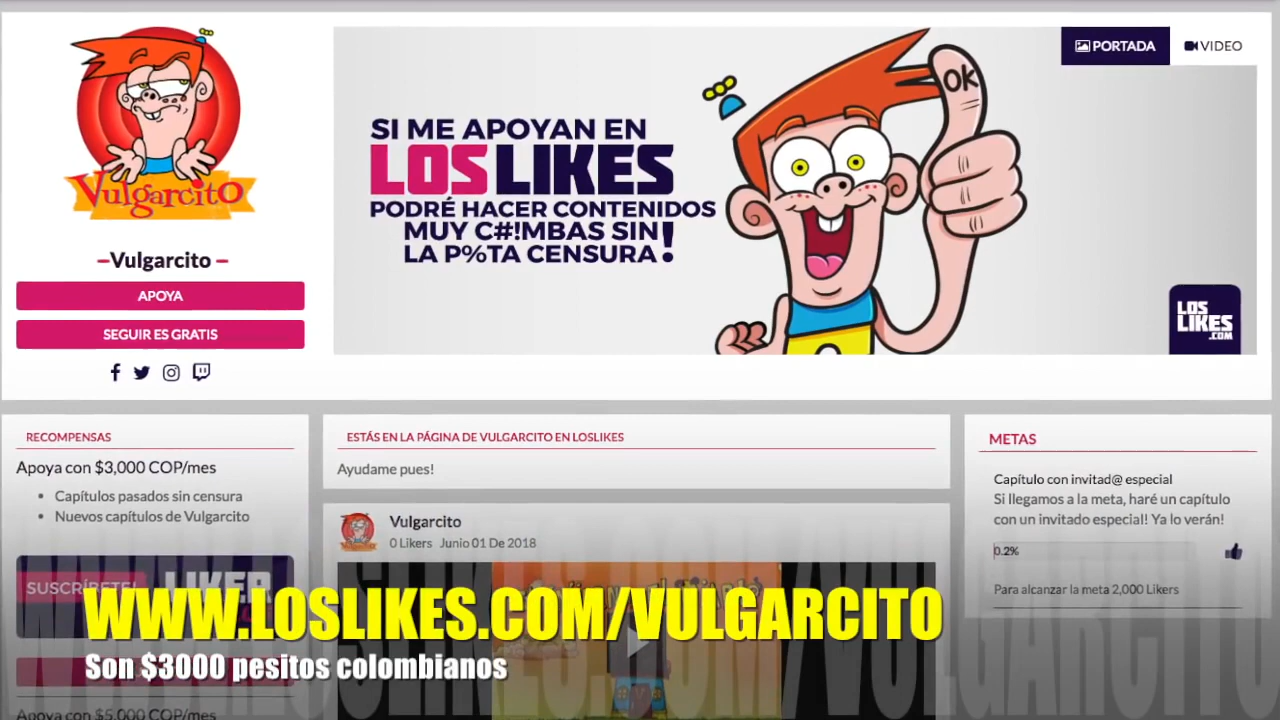 Vulgarcito
–Vulgarcito –
APOYA
SEGUIR ES GRATIS
PORTADA
VIDEO
OK
SI ME APOYAN EN
LOSLIKES
PODRÉ HACER CONTENIDOS
MUY C#!MBAS SIN
LA P%TA CENSURA!
LOS
LIKES
.COM
RECOMPENSAS
Apoya con $3,000 COP/mes
• Capítulos pasados sin censura
• Nuevos capítulos de Vulgarcito
SUSCRÍBETE! LIKER
Apoya con $5,000 COP/mes
ESTÁS EN LA PÁGINA DE VULGARCITO EN LOSLIKES
Ayudame pues!
Vulgarcito
0 Likers Junio 01 De 2018
METAS
Capítulo con invitad@ especial
Si llegamos a la meta, haré un capítulo
con un invitado especial! Ya lo verán!
0.2%
Para alcanzar la meta 2,000 Likers
WWW.LOSLIKES.COM/VULGARCITO
Son $3000 pesitos colombianos